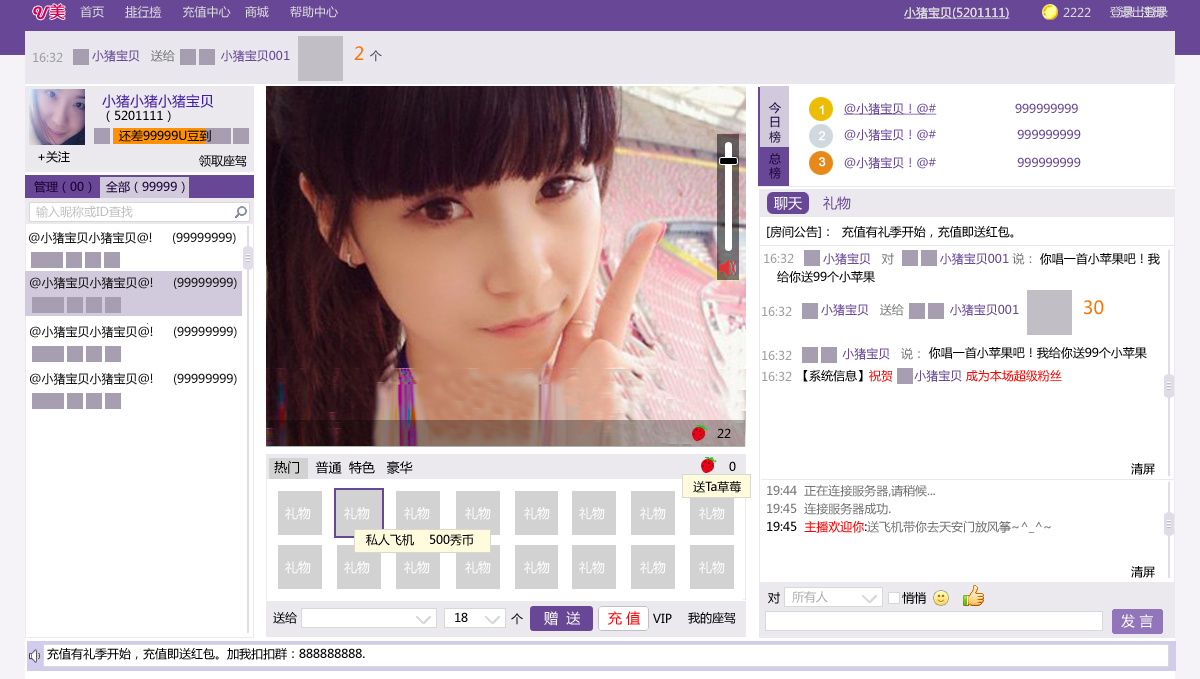 U美 首页 排行榜 充值中心 商城 帮助中心 小猪宝贝(5201111) 2222
16:32 小猪宝贝 送给 小猪宝贝001 2 个
小猪小猪小猪宝贝
( 5201111 )
还差99999U豆到
+关注 领取座驾
管理 ( 00 ) 全部 ( 99999 )
输入昵称或ID查找
@小猪宝贝小猪宝贝@! (99999999)
@小猪宝贝小猪宝贝@! (99999999)
@小猪宝贝小猪宝贝@! (99999999)
@小猪宝贝小猪宝贝@! (99999999)
22
热门 普通 特色 豪华 0
送Ta草莓
礼物 礼物 礼物 礼物 礼物 礼物 礼物 礼物
私人飞机 500秀币
礼物 礼物 礼物 礼物 礼物 礼物 礼物 礼物
送给 18 个 赠 送 充 值 VIP 我的座驾
今日榜
总榜
1 @小猪宝贝！@# 999999999
2 @小猪宝贝！@# 999999999
3 @小猪宝贝！@# 999999999
聊天 礼物
[房间公告]： 充值有礼季开始，充值即送红包。
16:32 小猪宝贝 对 小猪宝贝001 说： 你唱一首小苹果吧！我
给你送99个小苹果
16:32 小猪宝贝 送给 小猪宝贝001 30
16:32 小猪宝贝 说： 你唱一首小苹果吧！我给你送99个小苹果
16:32 【系统信息】祝贺 小猪宝贝 成为本场超级粉丝
清屏
19:44 正在连接服务器,请稍候...
19:45 连接服务器成功.
19:45 主播欢迎你:送飞机带你去天安门放风筝~^_^~
清屏
对 所有人 悄悄
发 言
充值有礼季开始，充值即送红包。加我扣扣群：888888888.